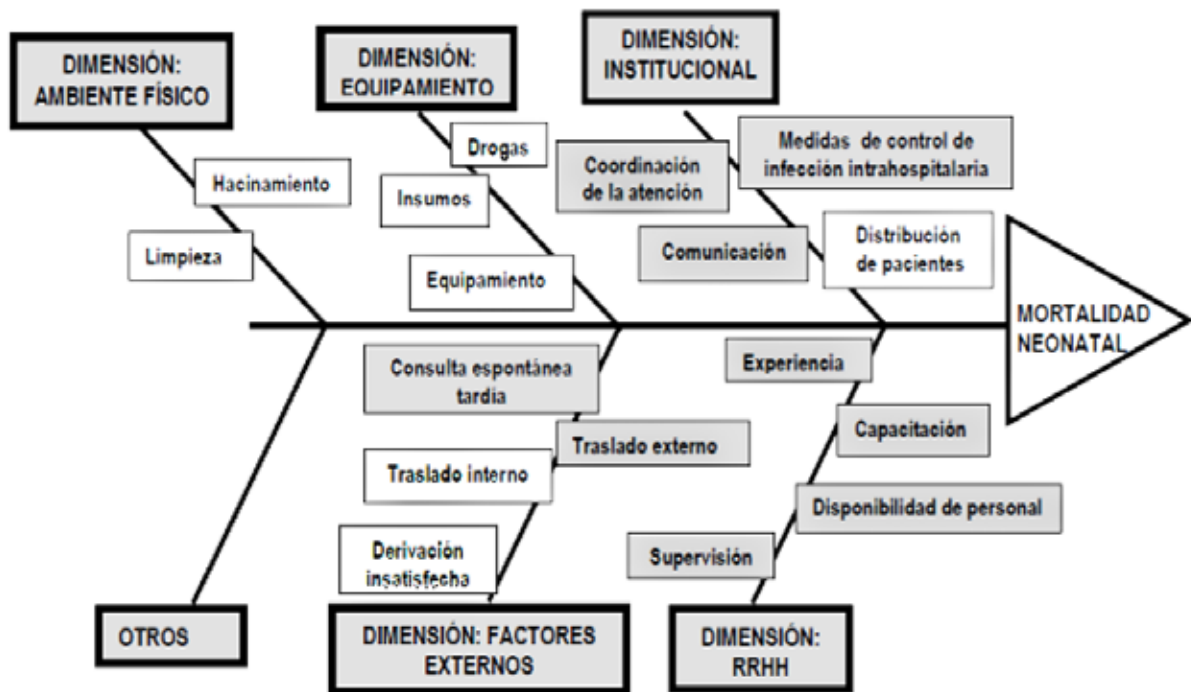 DIMENSIÓN:
AMBIENTE FÍSICO
DIMENSIÓN:
EQUIPAMIENTO
DIMENSIÓN:
INSTITUCIONAL
Drogas
Coordinación
de la atención
Medidas de control de
infección intrahospitalaria
Hacinamiento
Insumos
Limpieza
Equipamiento
Comunicación
Distribución
de pacientes
MORTALIDAD
NEONATAL
Consulta espontánea
tardía
Experiencia
Traslado externo
Capacitación
Traslado interno
Disponibilidad de personal
Derivación
insatisfecha
Supervisión
OTROS
DIMENSIÓN: FACTORES
EXTERNOS
DIMENSIÓN:
RRHH